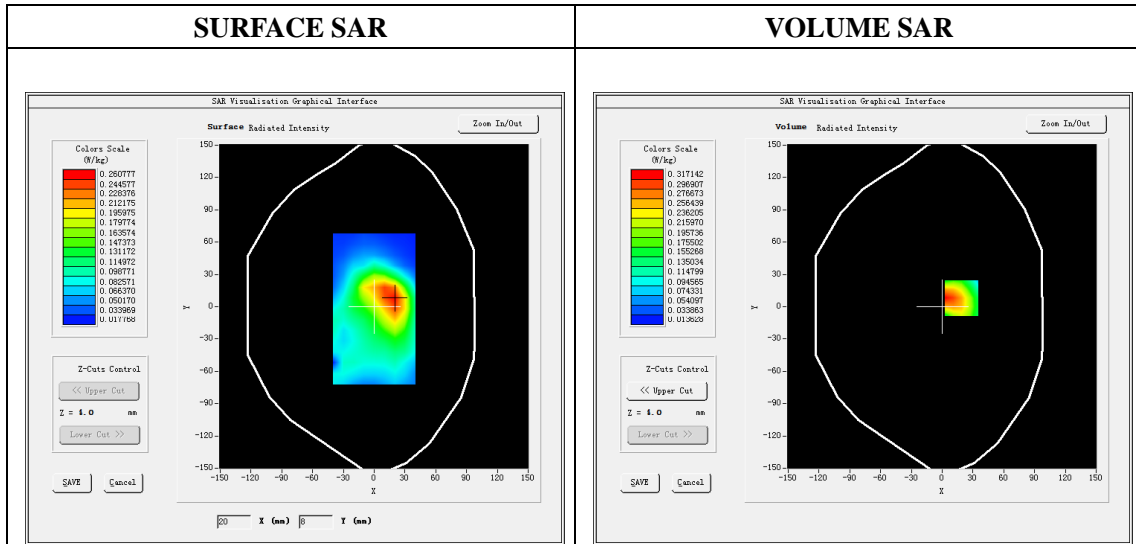 SURFACE SAR
VOLUME SAR
SAR Visualisation Graphical Interface
Surface Radiated Intensity
Zoom In/Out
Colors Scale
(W/kg)
0.260777
0.244577
0.228376
0.212175
0.195975
0.179774
0.163574
0.147373
0.131172
0.114972
0.098771
0.082571
0.066370
0.050170
0.033969
0.017768
150
90
60
30
0
-30
-60
-90
-120
-150
Y
-150 -120 -90 -60 -30 0 30 60 90 120 150
X
Z-Cuts Control
<< Upper Cut
Z = 4.0 mm
Lower Cut >>
SAVE
Cancel
20 X (mm) 8 Y (mm)
SAR Visualisation Graphical Interface
Volume Radiated Intensity
Zoom In/Out
Colors Scale
(W/kg)
0.317142
0.296907
0.276673
0.256439
0.236205
0.215970
0.195736
0.175502
0.155268
0.135034
0.114799
0.094565
0.074331
0.054097
0.033863
0.013628
150
90
60
30
0
-30
-60
-90
-120
-150
Y
-150 -120 -90 -60 -30 0 30 60 90 120 150
X
Z-Cuts Control
<< Upper Cut
Z = 4.0 mm
Lower Cut >>
SAVE
Cancel